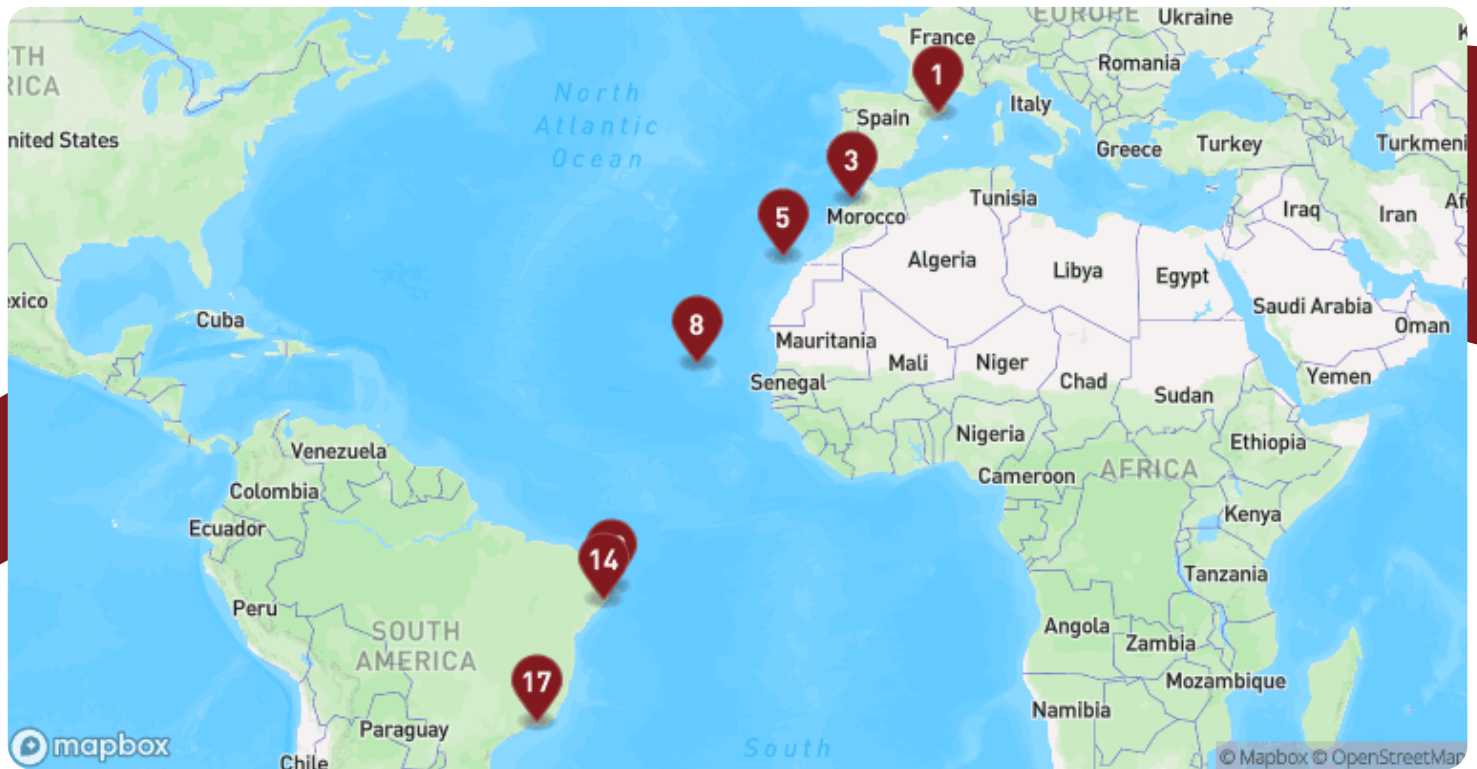 EUROPE
Ukraine
France
TH
RICA
1
Romania
Italy
North
Atlantic
Ocean
Spain
nited States
Greece
Turkey
Turkmeni
3
Tunisia
Iraq
Iran
Af
5
Morocco
Algeria
Libya
Egypt
exico
Saudi Arabia
Cuba
8
Oman
Mauritania
Mali
Niger
Chad
Yemen
Senegal
Sudan
Nigeria
Ethiopia
Venezuela
Cameroon
AFRICA
Colombia
Ecuador
Kenya
14
Tanzania
Peru
SOUTH
AMERICA
Angola
Zambia
17
Mozambique
Namibia
Paraguay
mapbox
South
Chile
© Mapbox © OpenStreetMap